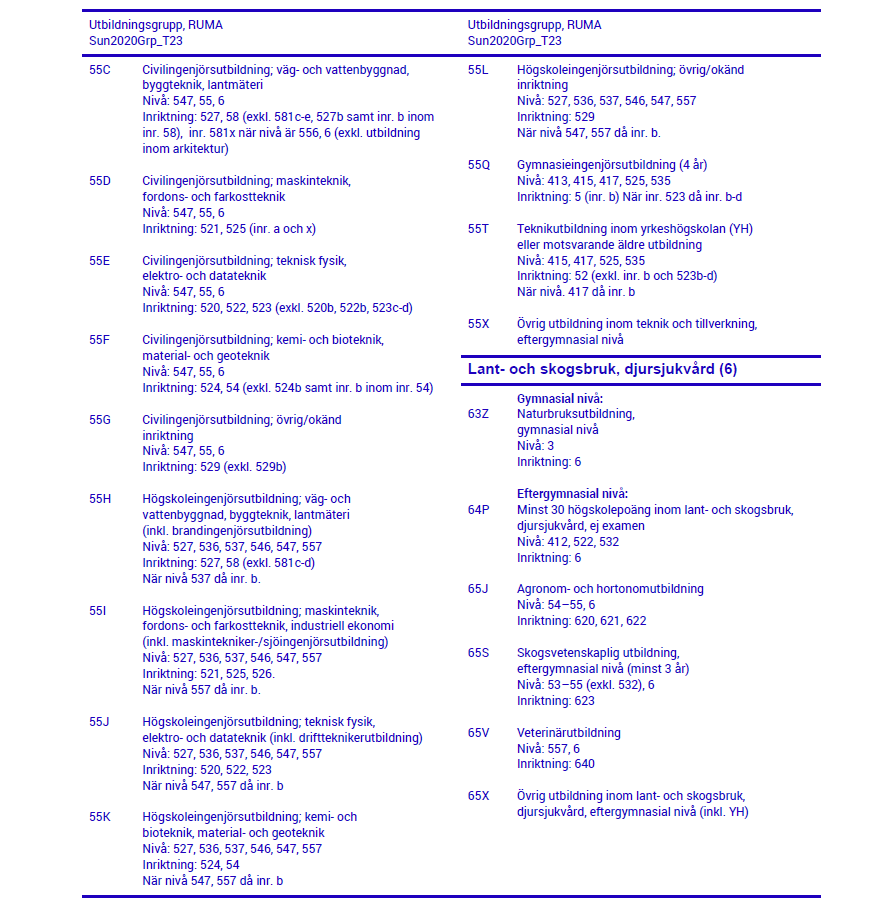 Utbildningsgrupp, RUMA
Sun2020Grp_T23
55C Civilingenjörsutbildning; väg- och vattenbyggnad,
byggteknik, lantmäteri
Nivå: 547, 55, 6
Inriktning: 527, 58 (exkl. 581c-e, 527b samt inr. b inom
inr. 58), inr. 581x när nivå är 556, 6 (exkl. utbildning
inom arkitektur)
55D Civilingenjörsutbildning; maskinteknik,
fordons- och farkostteknik
Nivå: 547, 55, 6
Inriktning: 521, 525 (inr. a och x)
55E Civilingenjörsutbildning; teknisk fysik,
elektro- och datateknik
Nivå: 547, 55, 6
Inriktning: 520, 522, 523 (exkl. 520b, 522b, 523c-d)
55F Civilingenjörsutbildning; kemi- och bioteknik,
material- och geoteknik
Nivå: 547, 55, 6
Inriktning: 524, 54 (exkl. 524b samt inr. b inom inr. 54)
55G Civilingenjörsutbildning; övrig/okänd
inriktning
Nivå: 547, 55, 6
Inriktning: 529 (exkl. 529b)
55H Högskoleingenjörsutbildning; väg- och
vattenbyggnad, byggteknik, lantmäteri
(inkl. brandingenjörsutbildning)
Nivå: 527, 536, 537, 546, 547, 557
Inriktning: 527, 58 (exkl. 581c-d)
När nivå 537 då inr. b.
55I Högskoleingenjörsutbildning; maskinteknik,
fordons- och farkostteknik, industriell ekonomi
(inkl. maskintekniker-/sjöingenjörsutbildning)
Nivå: 527, 536, 537, 546, 547, 557
Inriktning: 521, 525, 526.
När nivå 557 då inr. b.
55J Högskoleingenjörsutbildning; teknisk fysik,
elektro- och datateknik (inkl. driftteknikerutbildning)
Nivå: 527, 536, 537, 546, 547, 557
Inriktning: 520, 522, 523
När nivå 547, 557 då inr. b
55K Högskoleingenjörsutbildning; kemi- och
bioteknik, material- och geoteknik
Nivå: 527, 536, 537, 546, 547, 557
Inriktning: 524, 54
När nivå 547, 557 då inr. b
Utbildningsgrupp, RUMA
Sun2020Grp_T23
55L Högskoleingenjörsutbildning; övrig/okänd
inriktning
Nivå: 527, 536, 537, 546, 547, 557
Inriktning: 529
När nivå 547, 557 då inr. b.
55Q Gymnasieingenjörsutbildning (4 år)
Nivå: 413, 415, 417, 525, 535
Inriktning: 5 (inr. b) När inr. 523 då inr. b-d
55T Teknikutbildning inom yrkeshögskolan (YH)
eller motsvarande äldre utbildning
Nivå: 415, 417, 525, 535
Inriktning: 52 (exkl. inr. b och 523b-d)
När nivå. 417 då inr. b
55X Övrig utbildning inom teknik och tillverkning,
eftergymnasial nivå
Lant- och skogsbruk, djursjukvård (6)
Gymnasial nivå:
63Z Naturbruksutbildning,
gymnasial nivå
Nivå: 3
Inriktning: 6
Eftergymnasial nivå:
64P Minst 30 högskolepoäng inom lant- och skogsbruk,
djursjukvård, ej examen
Nivå: 412, 522, 532
Inriktning: 6
65J Agronom- och hortonomutbildning
Nivå: 54–55, 6
Inriktning: 620, 621, 622
65S Skogsvetenskaplig utbildning,
eftergymnasial nivå (minst 3 år)
Nivå: 53–55 (exkl. 532), 6
Inriktning: 623
65V Veterinärutbildning
Nivå: 557, 6
Inriktning: 640
65X Övrig utbildning inom lant- och skogsbruk,
djursjukvård, eftergymnasial nivå (inkl. YH)